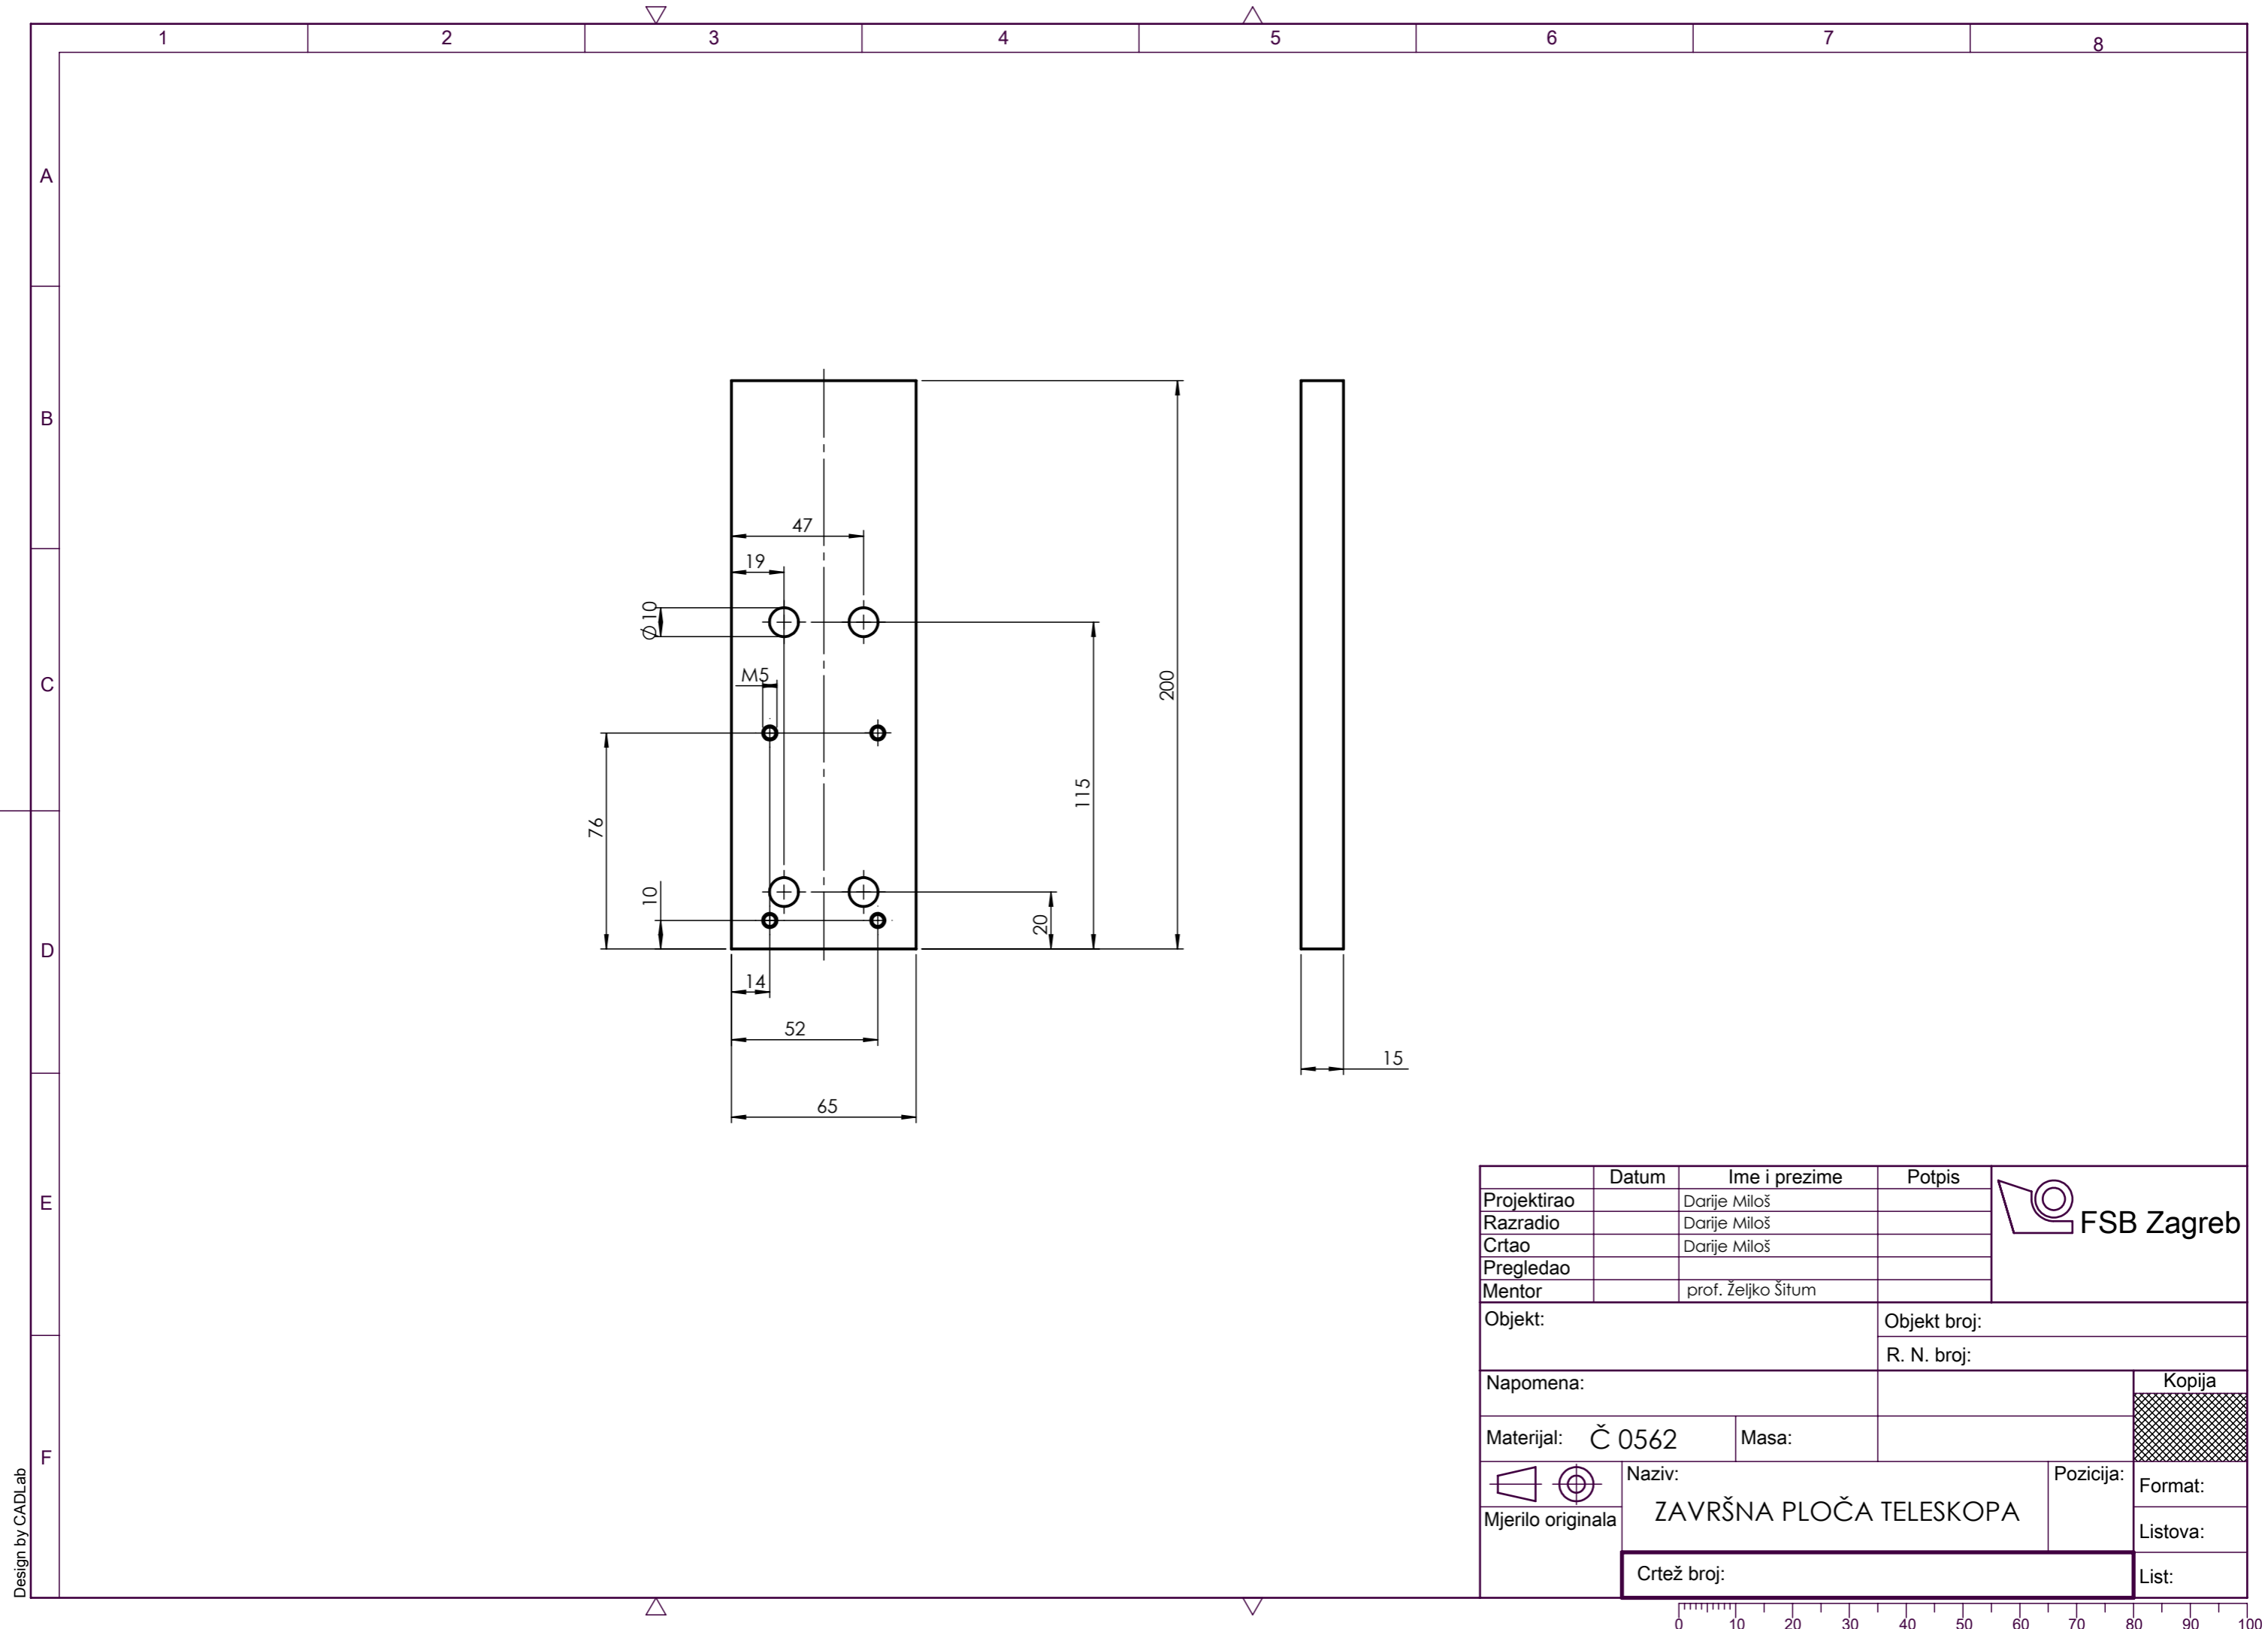 1 2 3 4 5 6 7 8
A
B
C
D
E
F
47
19
Ø10
M5
200
115
76
10
20
14
52
65
15
Datum Ime i prezime Potpis
Projektirao Darije Miloš
Razradio Darije Miloš
Crtao Darije Miloš
Pregledao
Mentor prof. Željko Šitum
FSB Zagreb
Objekt: Objekt broj:
R. N. broj:
Napomena: Kopija
Materijal: Č 0562 Masa:
Naziv: Pozicija: Format:
ZAVRŠNA PLOČA TELESKOPA
Mjerilo originala
Listova:
Crtež broj: List:
Design by CADLab
0 10 20 30 40 50 60 70 80 90 100